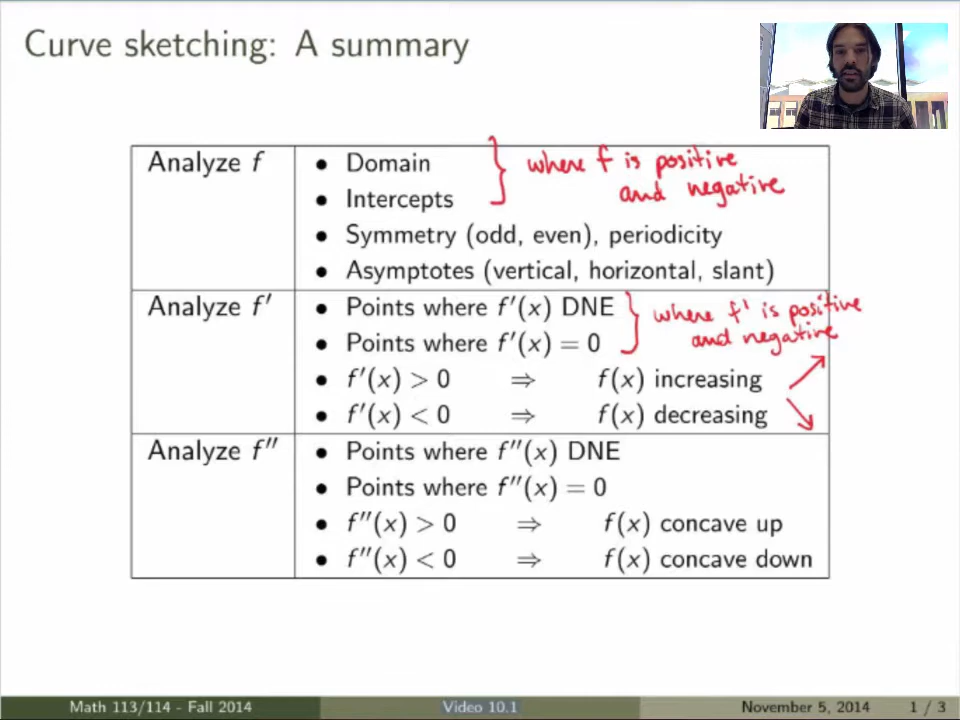 Curve sketching: A summary
Analyze f
• Domain
• Intercepts
where f is positive
and negative
• Symmetry (odd, even), periodicity
• Asymptotes (vertical, horizontal, slant)
Analyze f′
• Points where f′(x) DNE
• Points where f′(x) = 0
where f' is positive
and negative
• f′(x) > 0 ⇒ f(x) increasing
• f′(x) < 0 ⇒ f(x) decreasing
Analyze f″
• Points where f″(x) DNE
• Points where f″(x) = 0
• f″(x) > 0 ⇒ f(x) concave up
• f″(x) < 0 ⇒ f(x) concave down
Math 113/114 - Fall 2014 Video 10.1 November 5, 2014 1 / 3